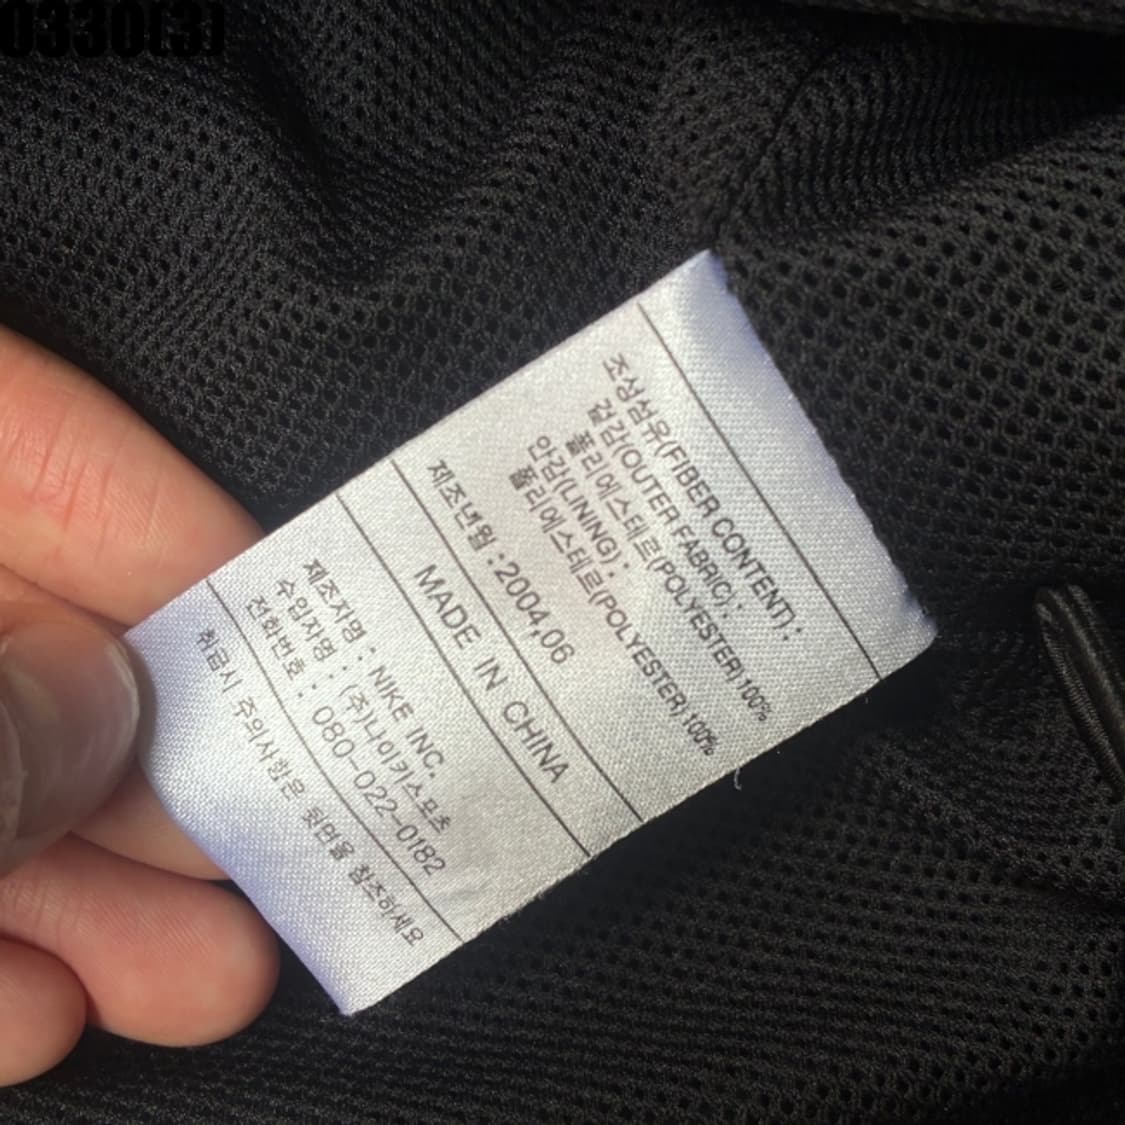 0330(3)
조성섬유(FIBER CONTENT) :
겉감(OUTER FABRIC) :
폴리에스테르(POLYESTER) 100%
안감(LINING) :
폴리에스테르(POLYESTER) 100%
제조년월 : 2004,06
MADE IN CHINA
제조자명 : NIKE INC.
수입자명 : (주)나이키스포츠
전화번호 : 080-022-0182
취급시 주의사항은 뒷면을 참조하세요